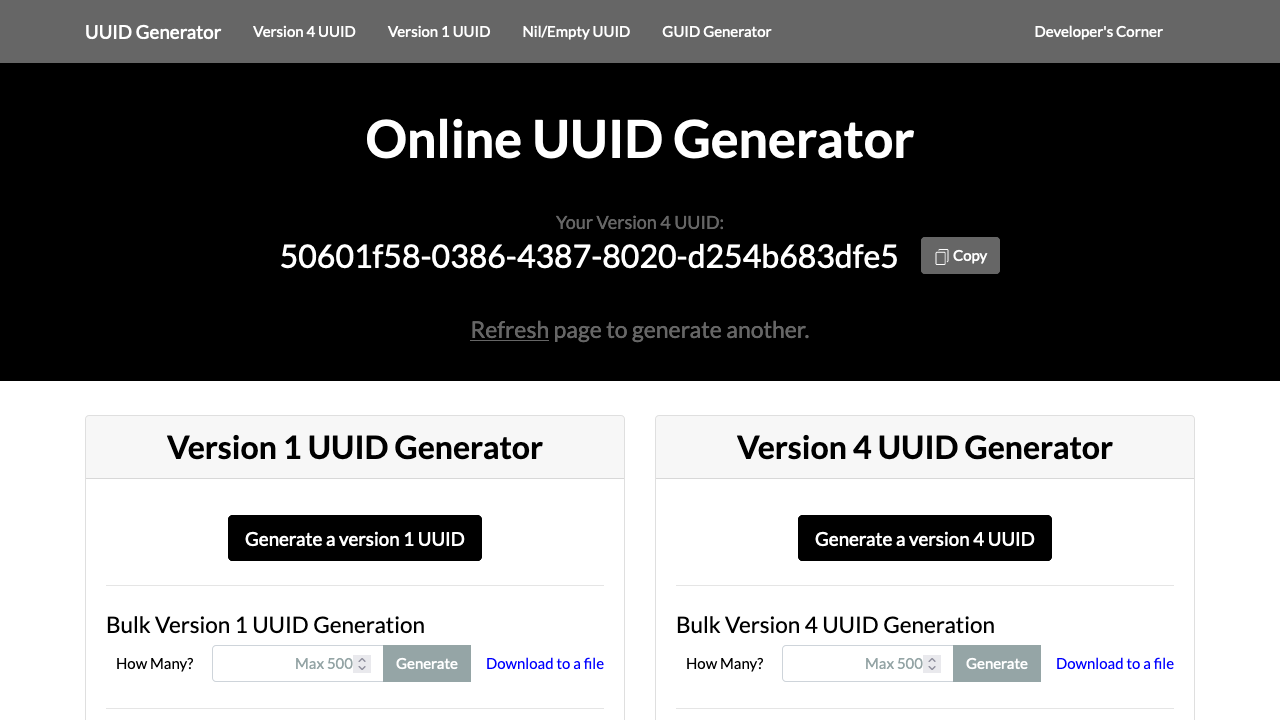 UUID Generator Version 4 UUID Version 1 UUID Nil/Empty UUID GUID Generator Developer's Corner
Online UUID Generator
Your Version 4 UUID:
50601f58-0386-4387-8020-d254b683dfe5 Copy
Refresh page to generate another.
Version 1 UUID Generator
Generate a version 1 UUID
Bulk Version 1 UUID Generation
How Many? Max 500 Generate Download to a file
Version 4 UUID Generator
Generate a version 4 UUID
Bulk Version 4 UUID Generation
How Many? Max 500 Generate Download to a file